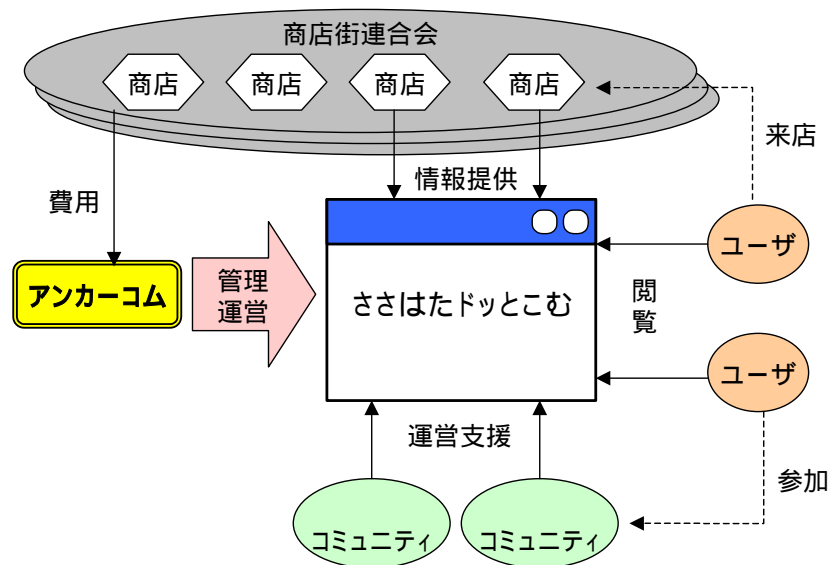 商店街連合会
商店 商店 商店 商店
来店
情報提供
費用
ユーザ
アンカーコム
管理
運営
ささはたドッとこむ
閲
覧
ユーザ
運営支援
参加
コミュニティ コミュニティ